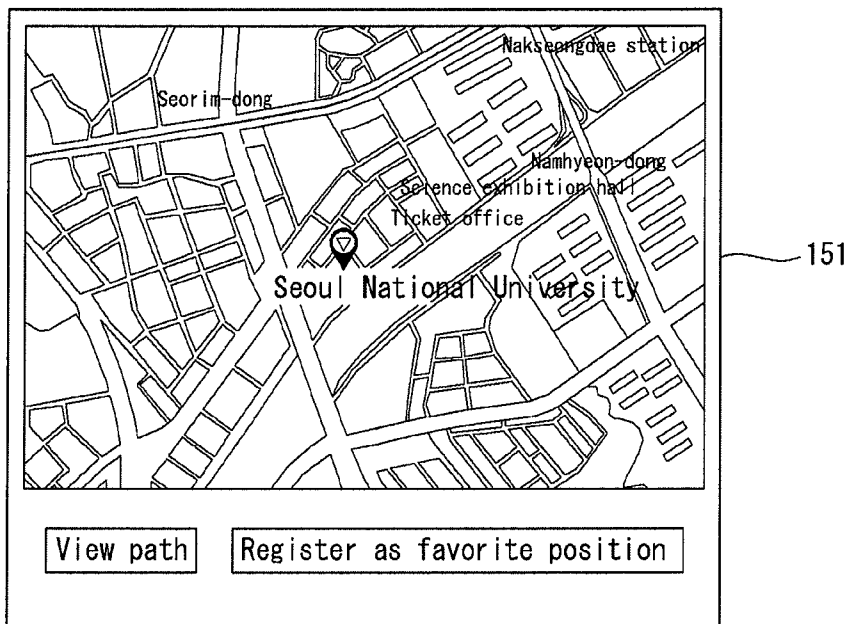 Nakseongdae station
Seorim-dong
Namhyeon-dong
Science exhibition hall
Ticket office
Seoul National University
151
View path
Register as favorite position